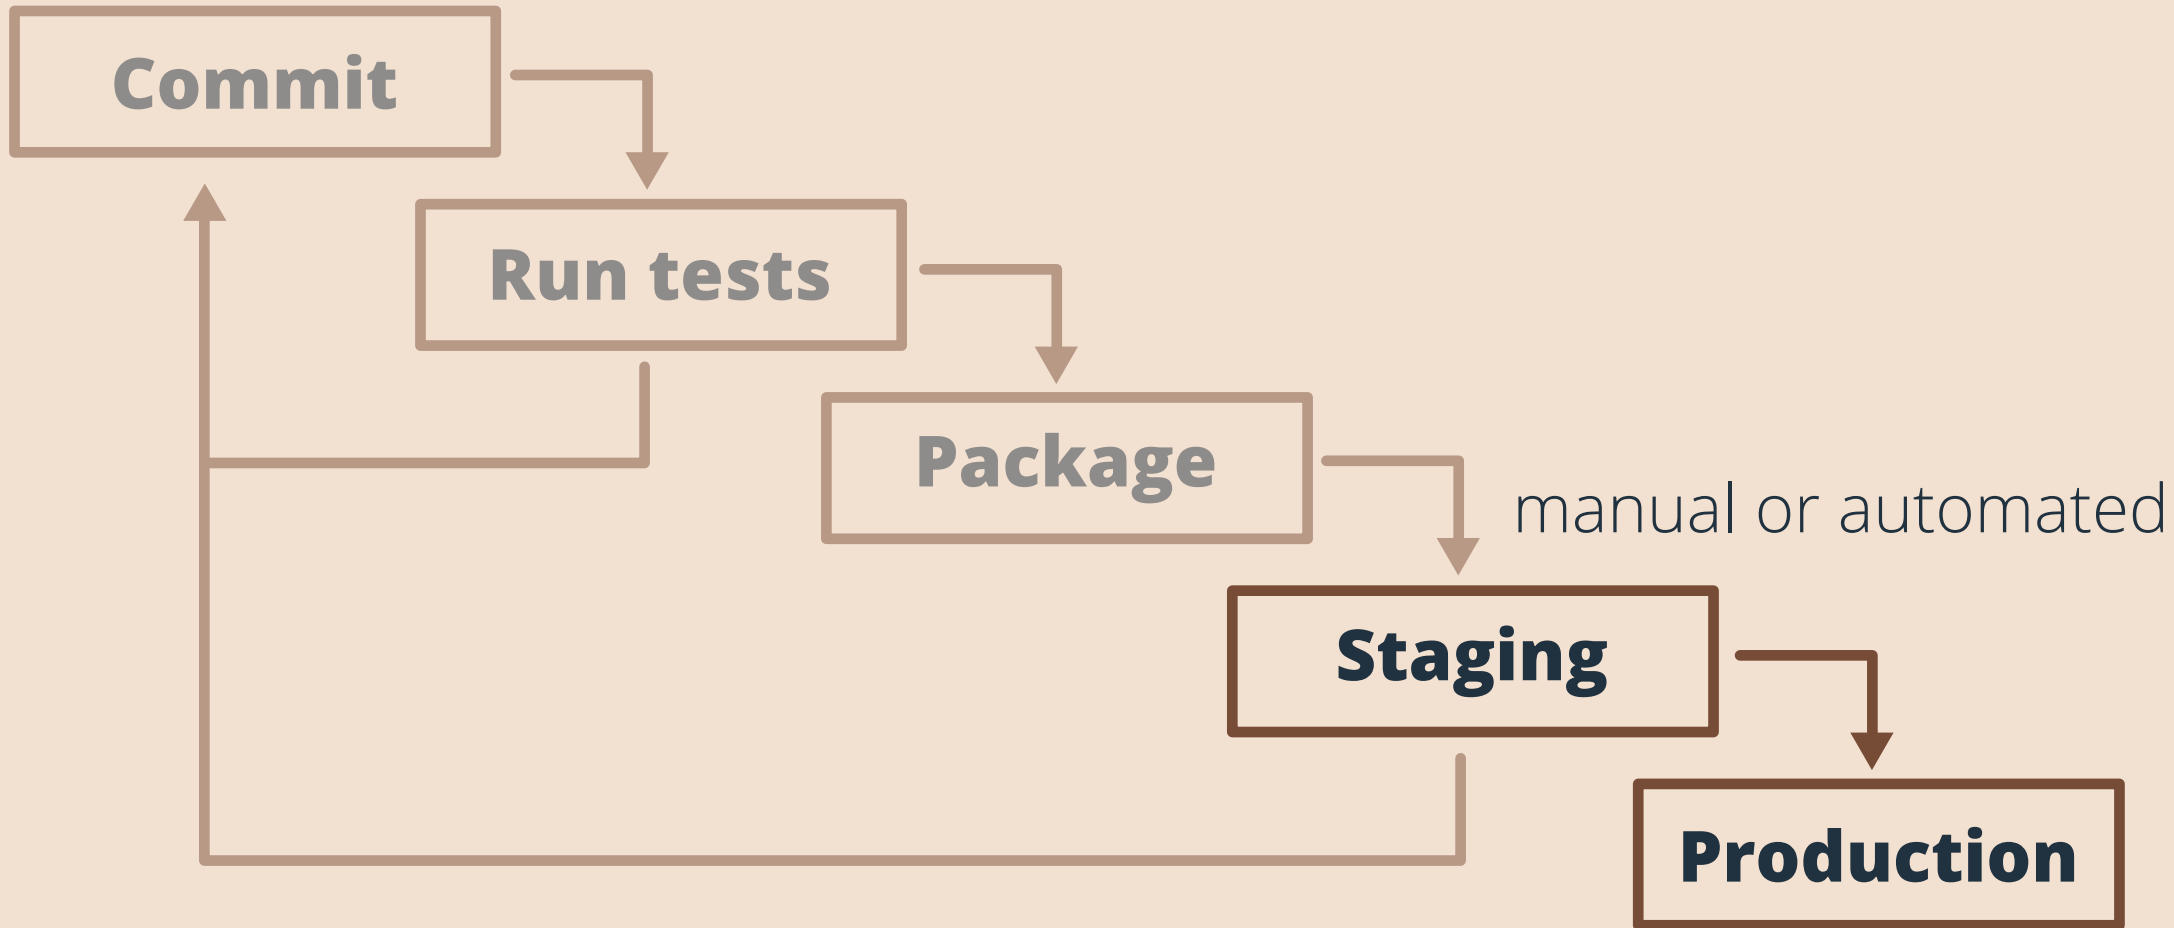 Commit
Run tests
Package
manual or automated
Staging
Production